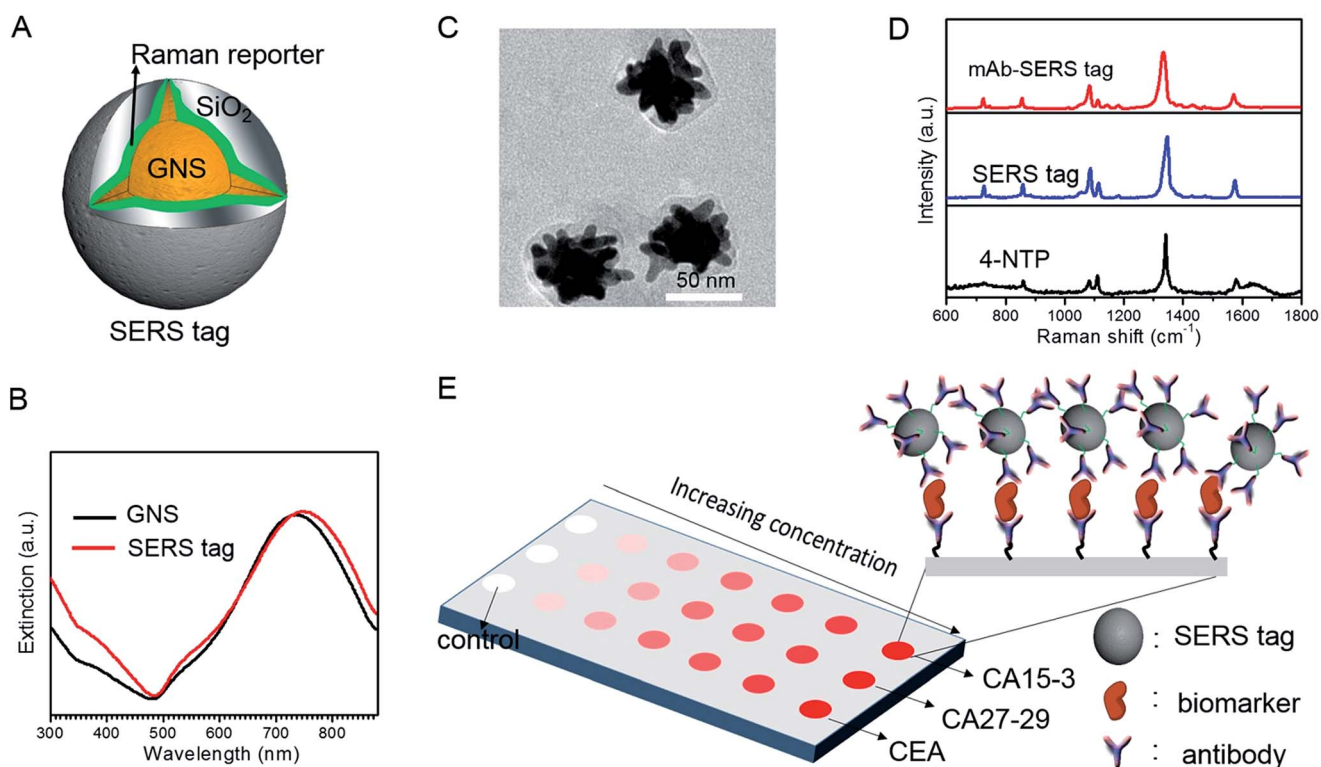 A
Raman reporter
SiO₂
GNS
SERS tag
B
Extinction (a.u.)
GNS
SERS tag
300 400 500 600 700 800
Wavelength (nm)
C
50 nm
D
Intensity (a.u.)
mAb-SERS tag
SERS tag
4-NTP
600 800 1000 1200 1400 1600 1800
Raman shift (cm⁻¹)
E
Increasing concentration
control
CA15-3
CA27-29
CEA
: SERS tag
: biomarker
: antibody